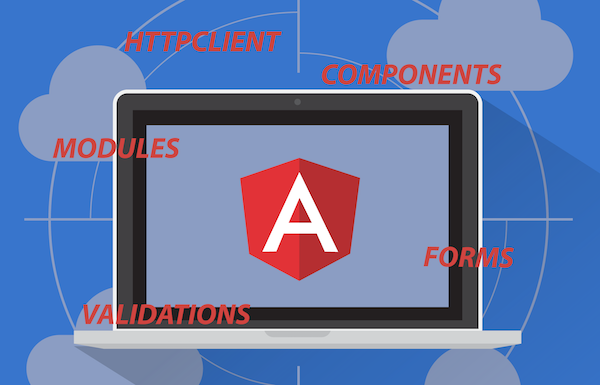 HTTPCLIENT
COMPONENTS
MODULES
A
FORMS
VALIDATIONS